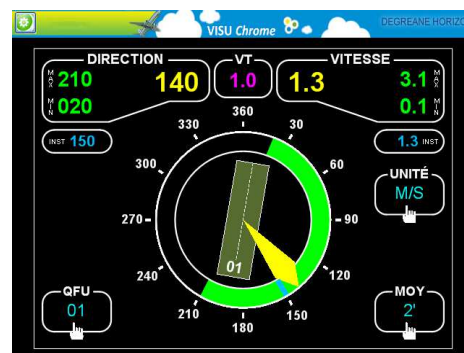 VISU Chrome
DEGREANE HORIZO
DIRECTION
VT
VITESSE
MAX 210
140
1.0
1.3
3.1 MAX
MIN 020
0.1 MIN
INST 150
1.3 INST
360
330
30
300
60
270
90
240
120
210
150
180
01
UNITÉ
M/S
QFU
01
MOY
2'